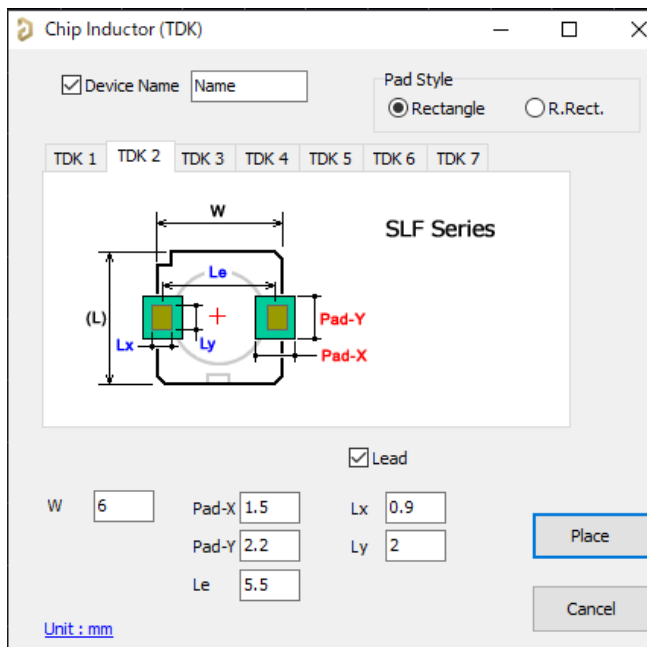 Chip Inductor (TDK)
Device Name Name
Pad Style
Rectangle R.Rect.
TDK 1 TDK 2 TDK 3 TDK 4 TDK 5 TDK 6 TDK 7
W
SLF Series
Le
(L)
Pad-Y
Lx Ly
Pad-X
Lead
W 6 Pad-X 1.5 Lx 0.9
Pad-Y 2.2 Ly 2
Place
Le 5.5
Cancel
Unit : mm